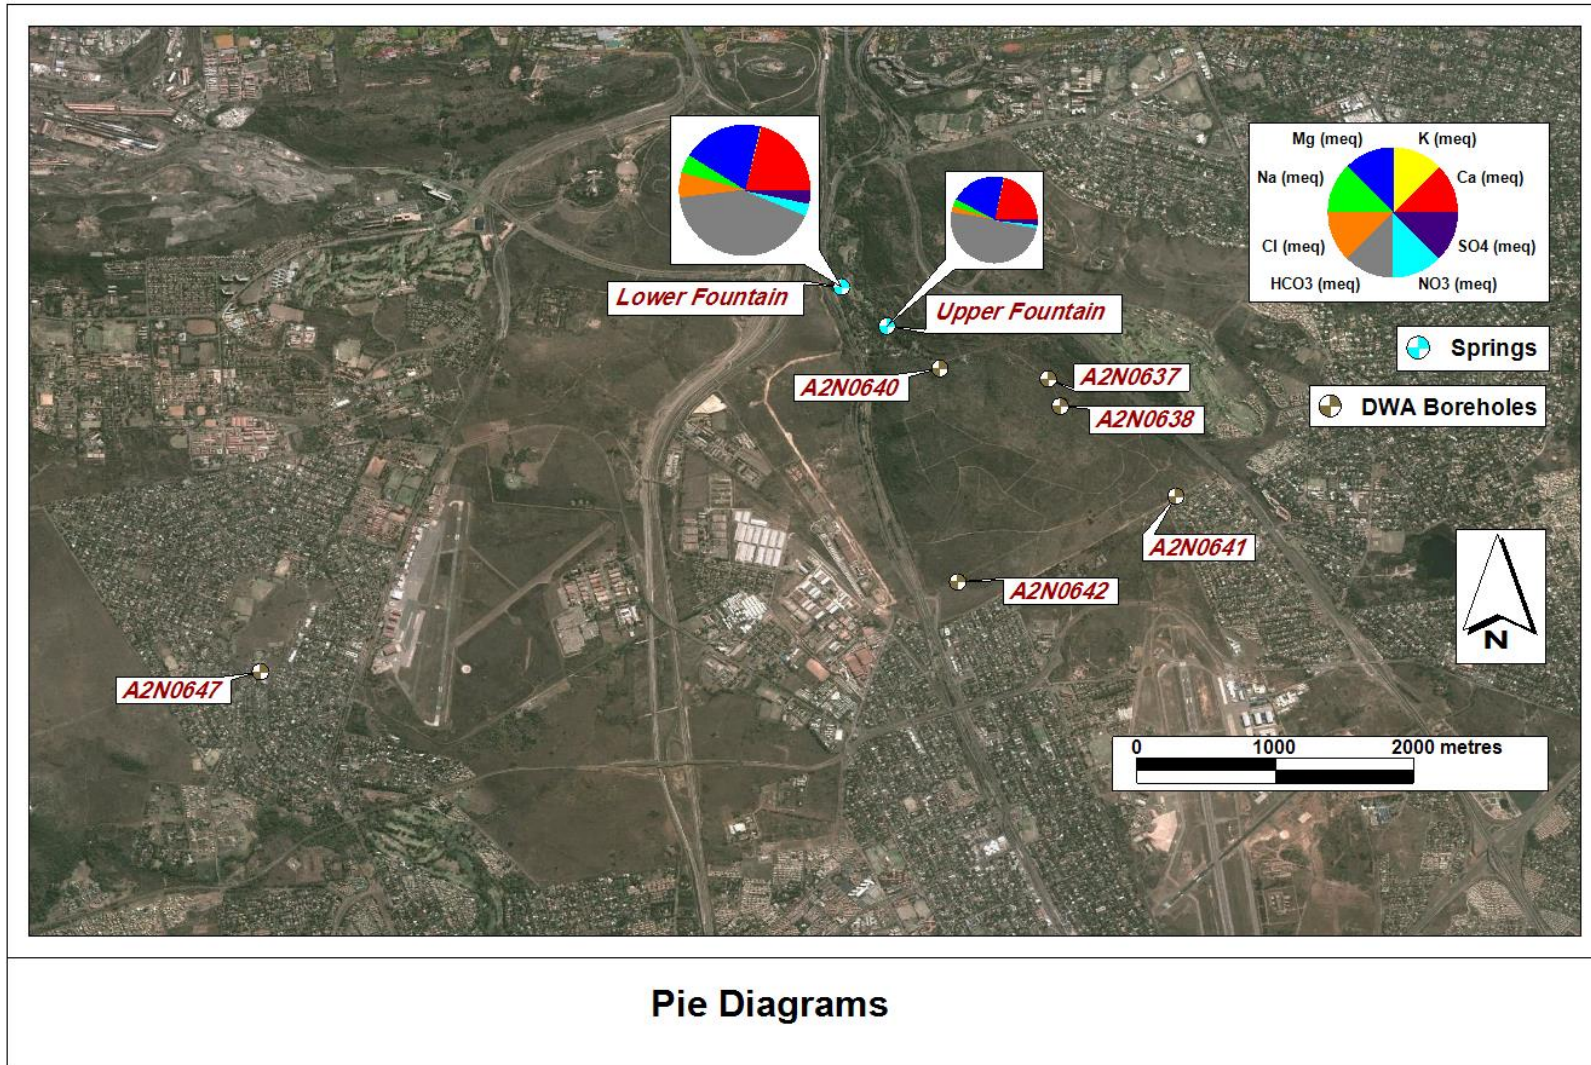 Mg (meq)
K (meq)
Na (meq)
Ca (meq)
Cl (meq)
SO4 (meq)
HCO3 (meq)
NO3 (meq)
Lower Fountain
Upper Fountain
Springs
A2N0640
A2N0637
DWA Boreholes
A2N0638
A2N0641
A2N0642
N
A2N0647
0 1000 2000 metres
Pie Diagrams